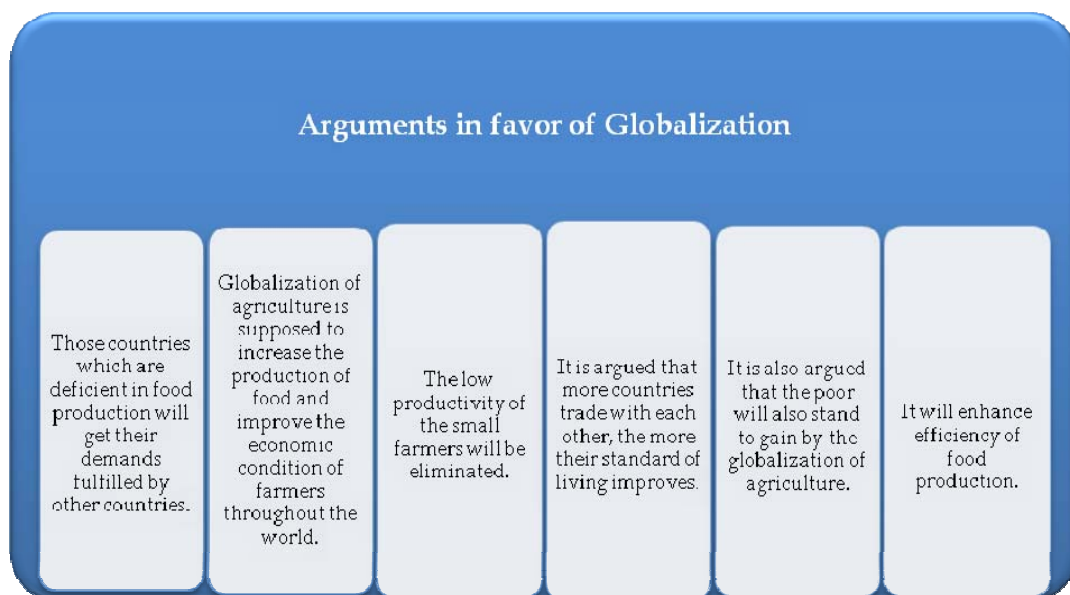 Arguments in favor of Globalization
Those countries
which are
deficient in food
production will
get their
demands
fulfilled by
other countries.
Globalization of
agriculture is
supposed to
increase the
production of
food and
improve the
economic
condition of
farmers
throughout the
world.
The low
productivity of
the small
farmers will be
eliminated.
It is argued that
more countries
trade with each
other, the more
their standard of
living improves.
It is also argued
that the poor
will also stand
to gain by the
globalization of
agriculture.
It will enhance
efficiency of
food
production.